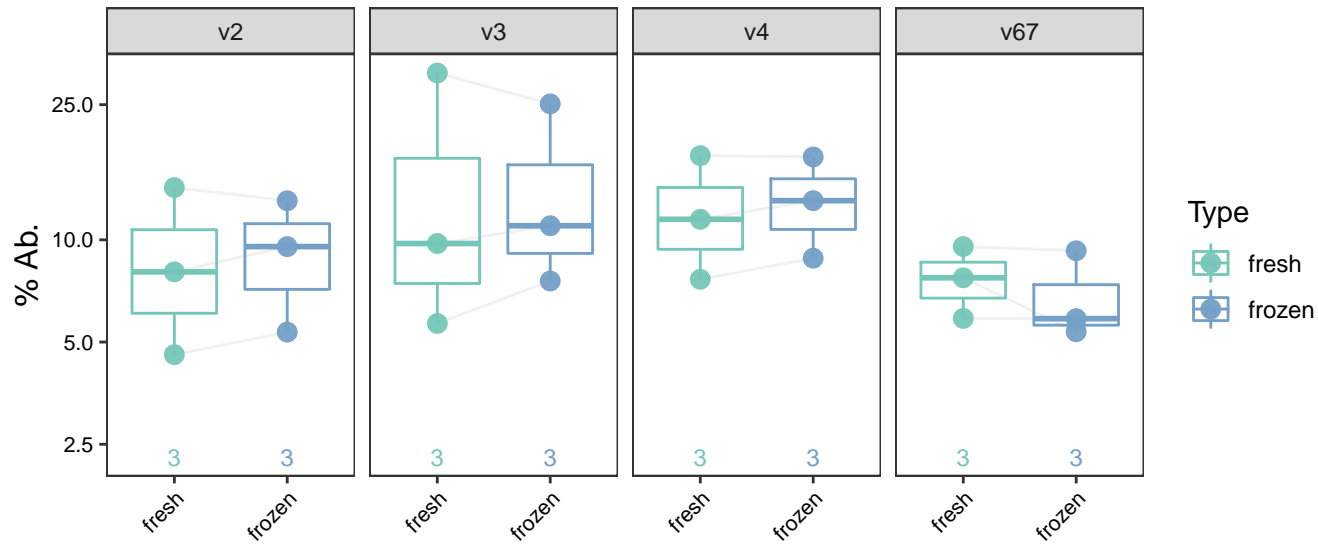 v2 v3 v4 v67
% Ab.
25.0
10.0
5.0
2.5
3 3 3 3 3 3 3 3
fresh frozen fresh frozen fresh frozen fresh frozen
Type
fresh
frozen